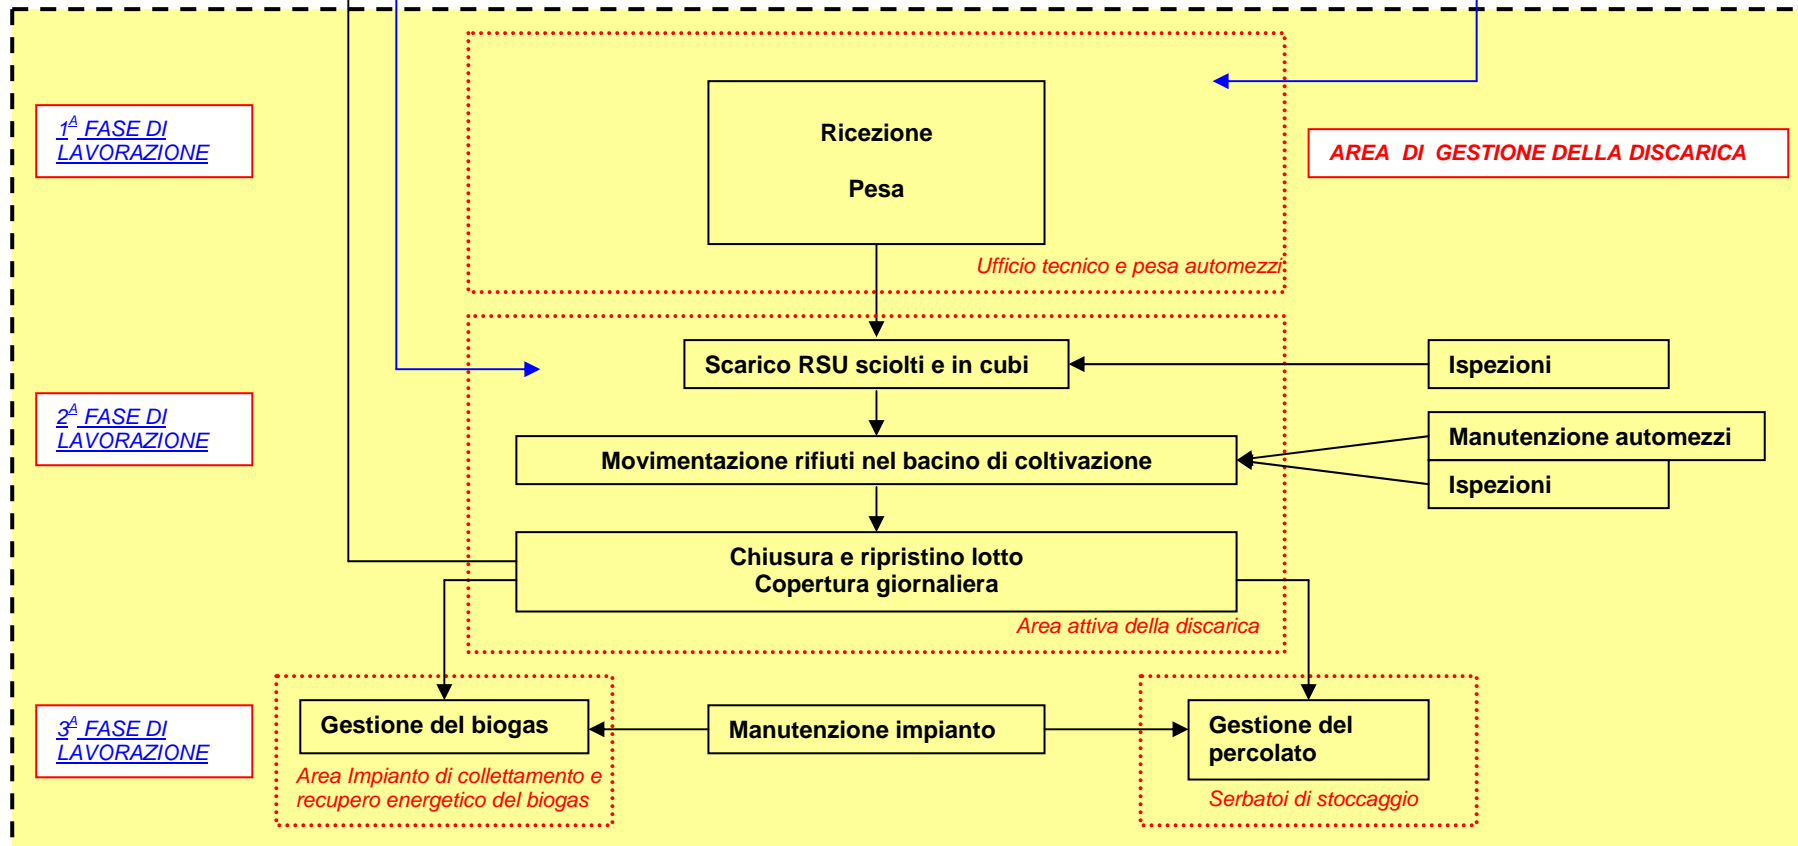 1A FASE DI
LAVORAZIONE
Ricezione
Pesa
AREA DI GESTIONE DELLA DISCARICA
Ufficio tecnico e pesa automezzi
Scarico RSU sciolti e in cubi
Ispezioni
2A FASE DI
LAVORAZIONE
Manutenzione automezzi
Movimentazione rifiuti nel bacino di coltivazione
Ispezioni
Chiusura e ripristino lotto
Copertura giornaliera
Area attiva della discarica
3A FASE DI
LAVORAZIONE
Gestione del biogas
Manutenzione impianto
Gestione del
percolato
Area Impianto di collettamento e
recupero energetico del biogas
Serbatoi di stoccaggio